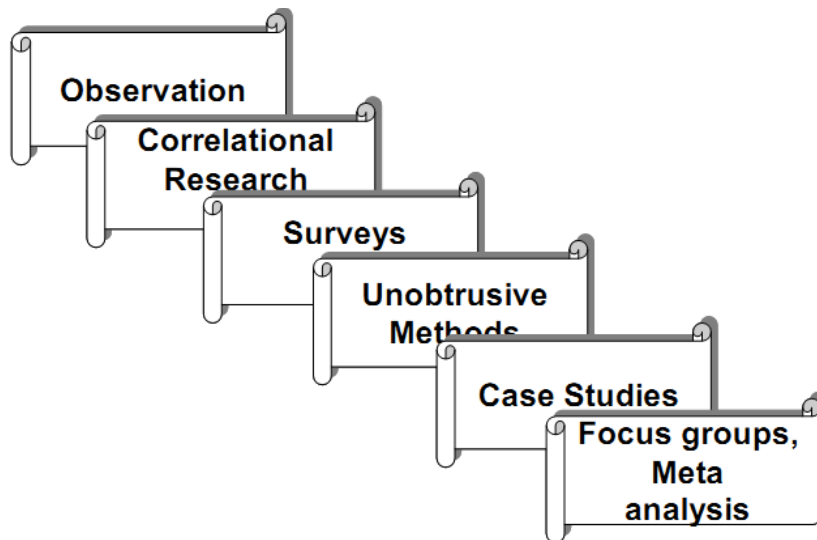 Observation
Correlational
Research
Surveys
Unobtrusive
Methods
Case Studies
Focus groups,
Meta
analysis